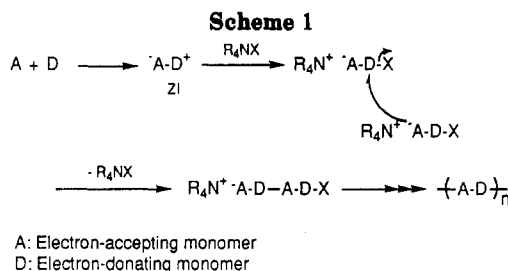 Scheme 1
A + D ⟶ ⁻A-D⁺ R₄NX ⟶ R₄N⁺ ⁻A-D-X
ZI
R₄N⁺ ⁻A-D-X
- R₄NX ⟶ R₄N⁺ ⁻A-D—A-D-X ⟶ (A-D)n
A: Electron-accepting monomer
D: Electron-donating monomer